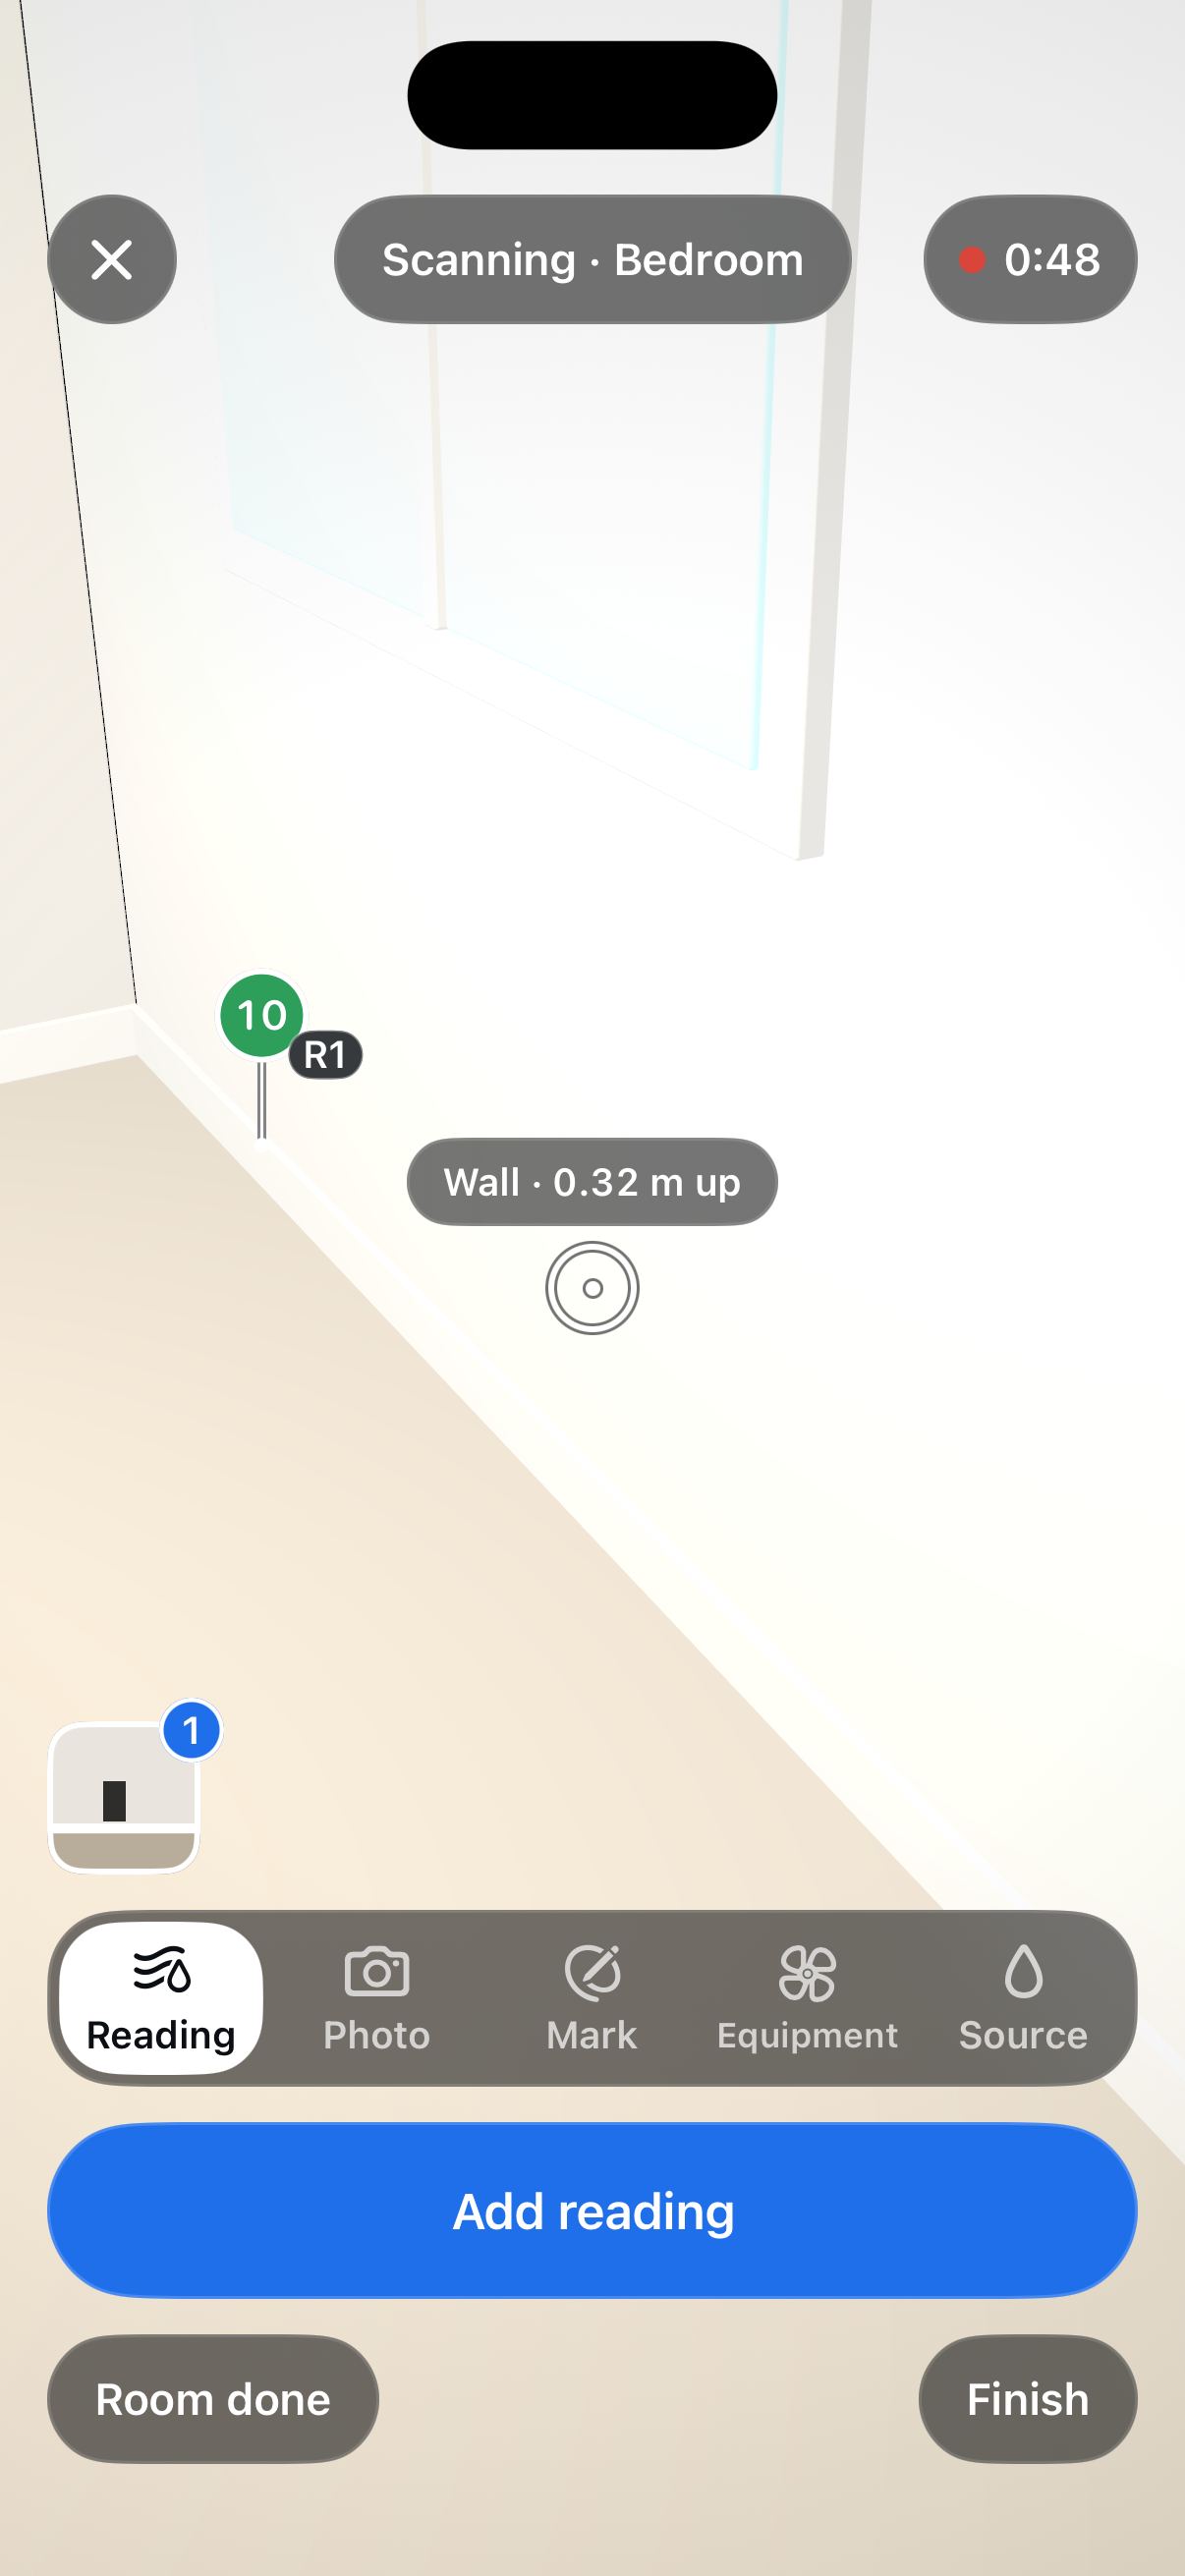 Scanning · Bedroom
0:48
10
R1
Wall · 0.32 m up
1
Reading
Photo
Mark
Equipment
Source
Add reading
Room done
Finish